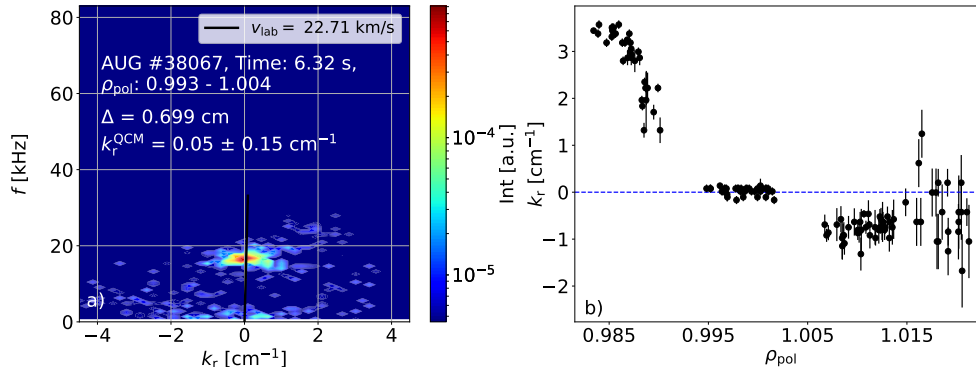 80
60
40
20
0
f [kHz]
v_lab = 22.71 km/s
AUG #38067, Time: 6.32 s,
ρ_pol: 0.993 - 1.004
Δ = 0.699 cm
k_r^QCM = 0.05 ± 0.15 cm⁻¹
a)
−4 −2 0 2 4
k_r [cm⁻¹]
10⁻⁴
10⁻⁵
Int [a.u.]
3
2
1
0
−1
−2
k_r [cm⁻¹]
b)
0.985 0.995 1.005 1.015
ρ_pol